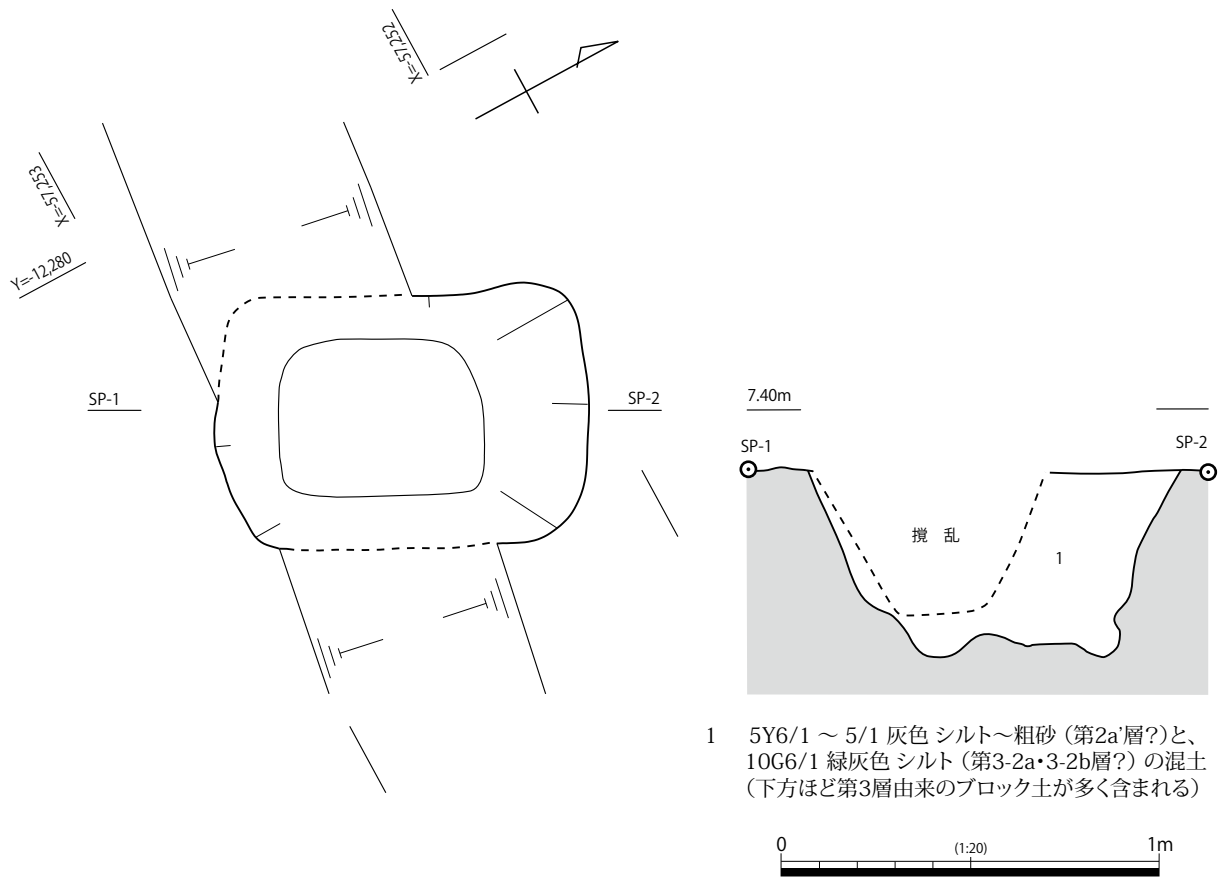 X=-57,252
X=-57,253
Y=-12,280
SP-1
SP-2
7.40m
SP-1
SP-2
撹 乱
1
1 5Y6/1 ～ 5/1 灰色 シルト～粗砂（第2a'層?）と、
10G6/1 緑灰色 シルト（第3-2a・3-2b層?）の混土
（下方ほど第3層由来のブロック土が多く含まれる）
0 (1:20) 1m